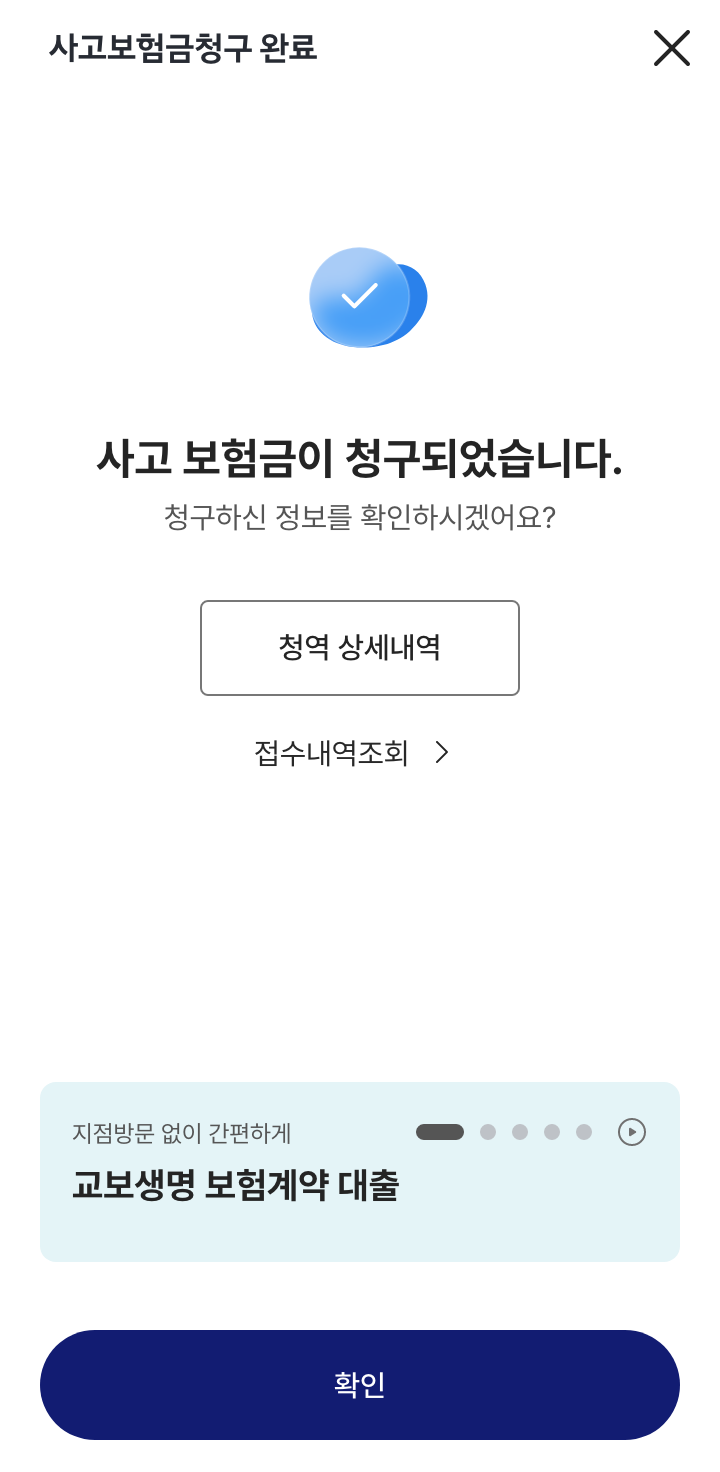 사고보험금청구 완료
사고 보험금이 청구되었습니다.
청구하신 정보를 확인하시겠어요?
청역 상세내역
접수내역조회
지점방문 없이 간편하게
교보생명 보험계약 대출
확인